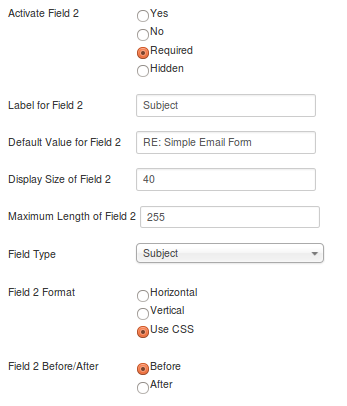 Activate Field 2 Yes
No
Required
Hidden
Label for Field 2 Subject
Default Value for Field 2 RE: Simple Email Form
Display Size of Field 2 40
Maximum Length of Field 2 255
Field Type Subject
Field 2 Format Horizontal
Vertical
Use CSS
Field 2 Before/After Before
After